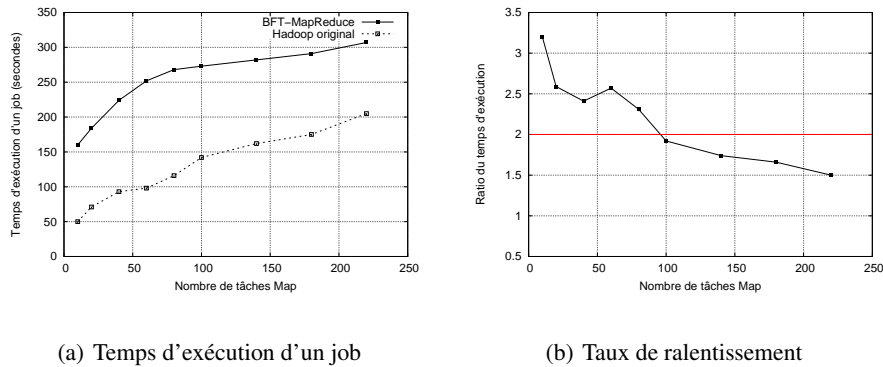 BFT-MapReduce
Hadoop original
Temps d'exécution d'un job (secondes)
350
300
250
200
150
100
50
0
0 50 100 150 200 250
Nombre de tâches Map
(a) Temps d'exécution d'un job
Ratio du temps d'exécution
3.5
3
2.5
2
1.5
1
0.5
0 50 100 150 200 250
Nombre de tâches Map
(b) Taux de ralentissement